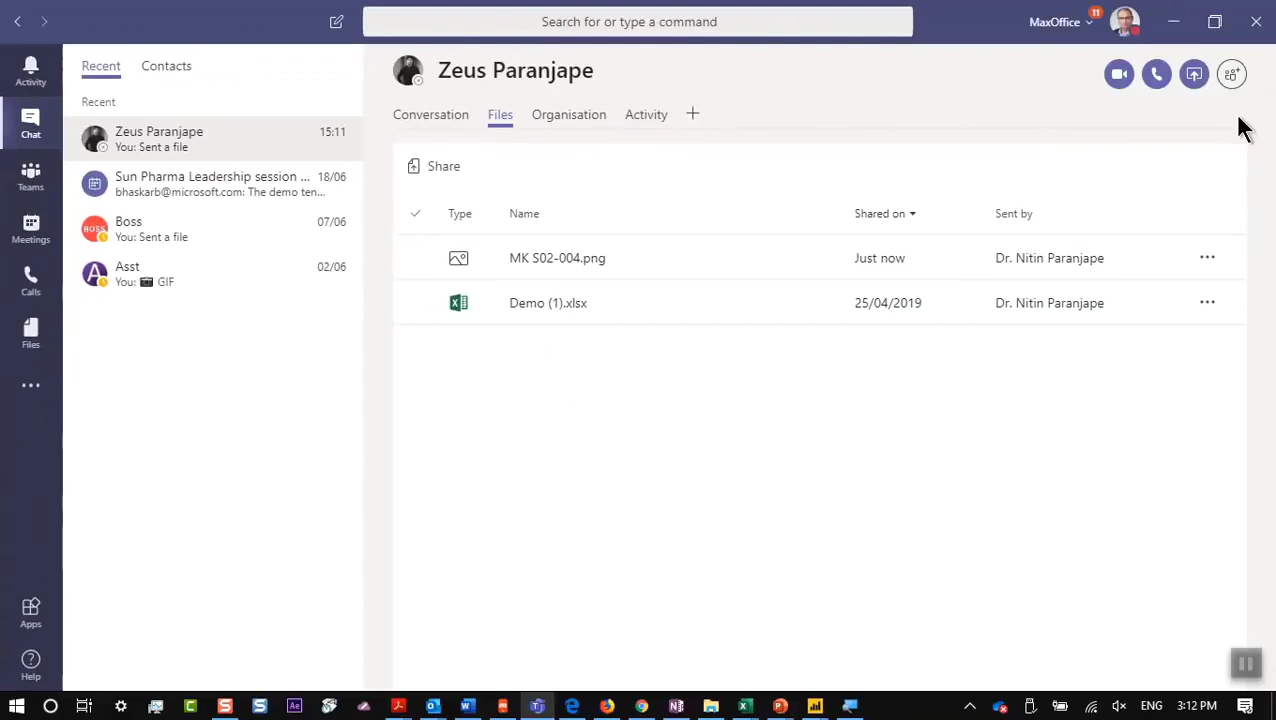 Search for or type a command
MaxOffice
11
Activity
Chat
Teams
Meetings
Calls
Files
Apps
Help
Recent Contacts
Recent
Zeus Paranjape 15:11
You: Sent a file
Sun Pharma Leadership session ... 18/06
bhaskarb@microsoft.com: The demo ten...
BOSS
Boss 07/06
You: Sent a file
A
Asst 02/06
You: GIF
Zeus Paranjape
Conversation Files Organisation Activity
Share
Type Name Shared on Sent by
MK S02-004.png Just now Dr. Nitin Paranjape
Demo (1).xlsx 25/04/2019 Dr. Nitin Paranjape
ENG 3:12 PM